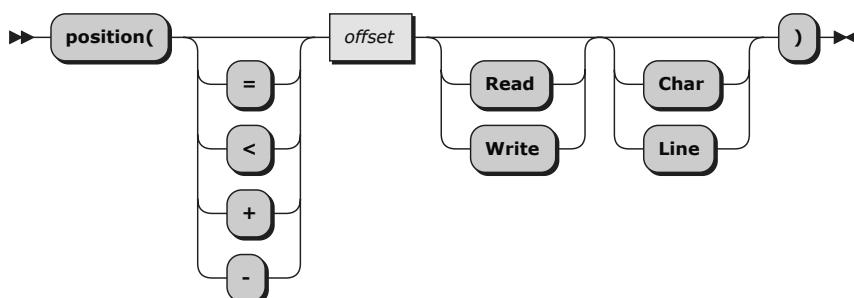 position( offset )
=
Read Char
<
Write Line
+
-